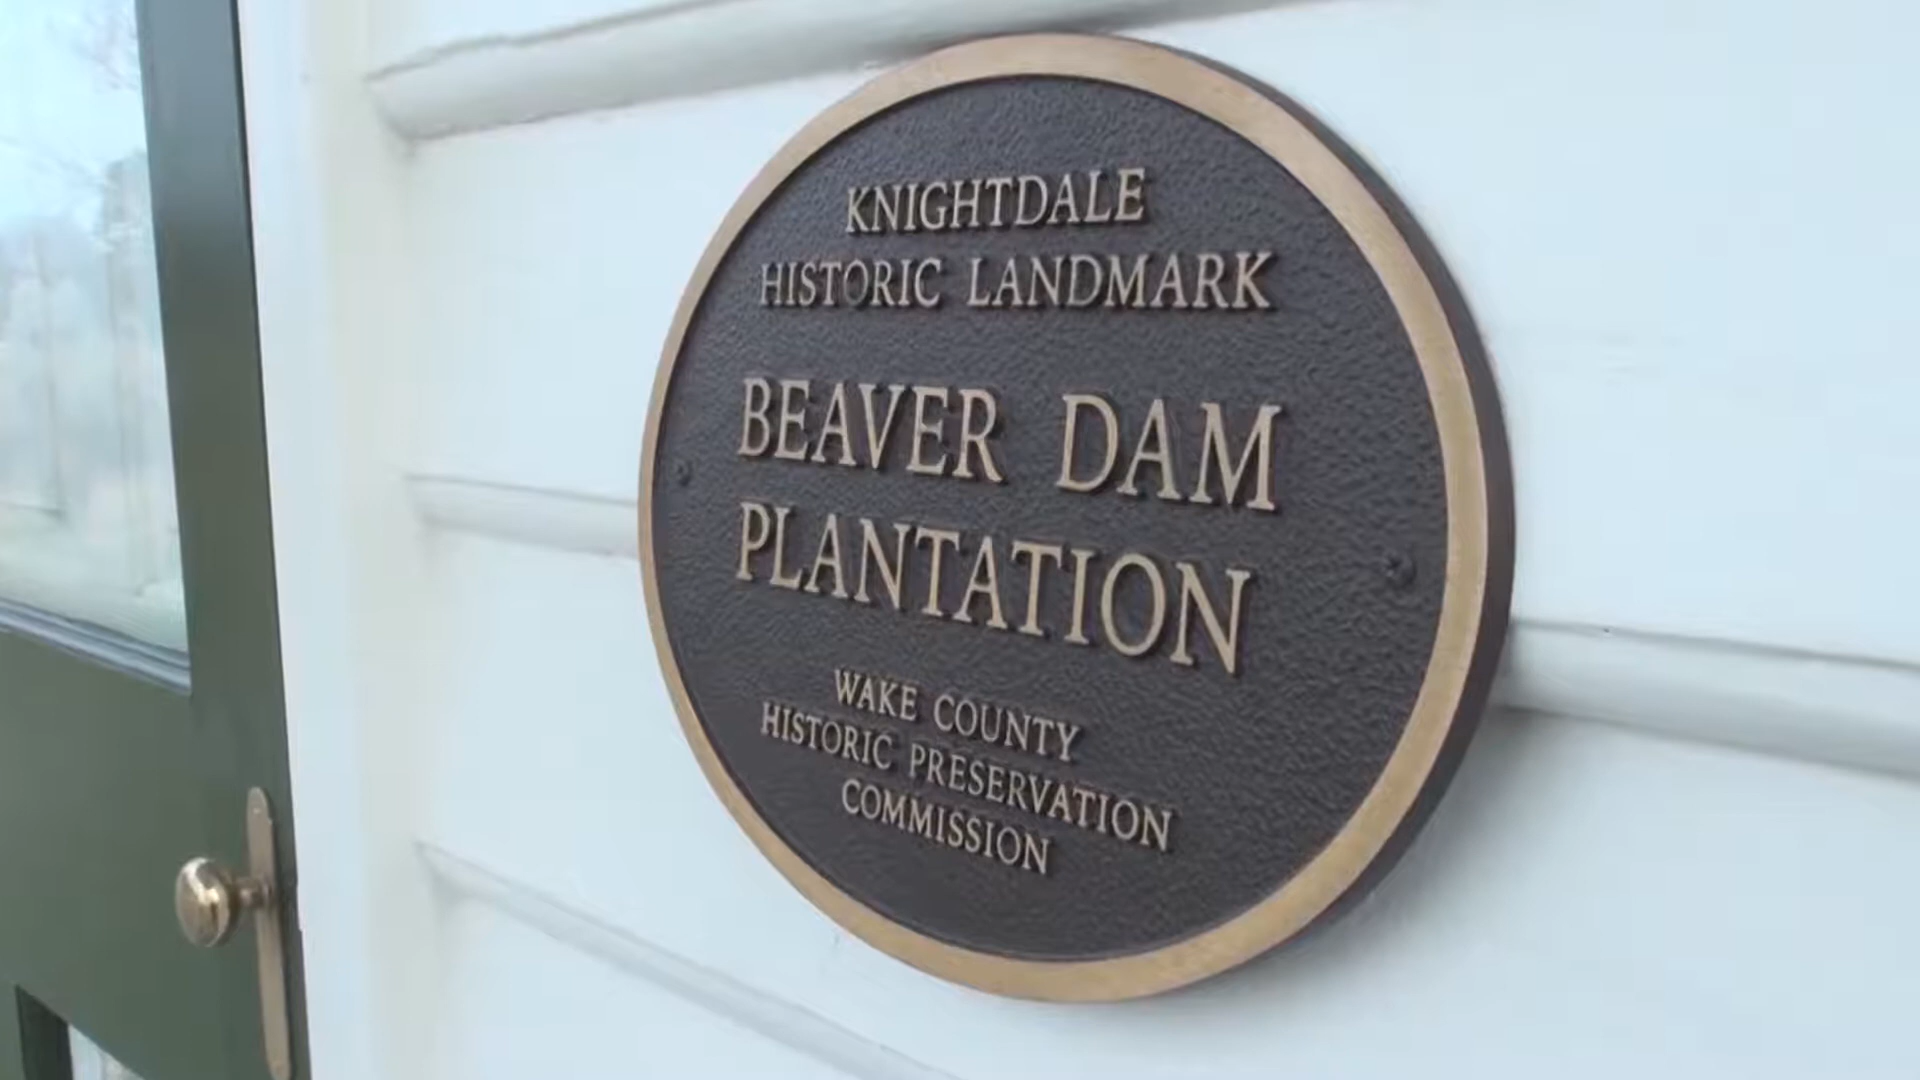 KNIGHTDALE
HISTORIC LANDMARK
BEAVER DAM
PLANTATION
WAKE COUNTY
HISTORIC PRESERVATION
COMMISSION